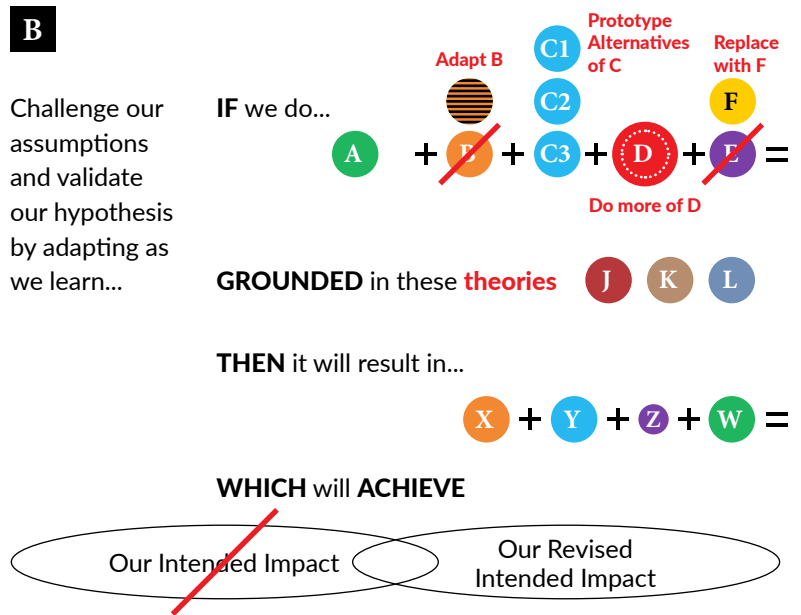 B
Challenge our
assumptions
and validate
our hypothesis
by adapting as
we learn...
IF we do...
Adapt B
Prototype
Alternatives
of C
Replace
with F
C1
C2
F
A + B + C3 + D + E =
Do more of D
GROUNDED in these theories J K L
THEN it will result in...
X + Y + Z + W =
WHICH will ACHIEVE
Our Intended Impact
Our Revised
Intended Impact